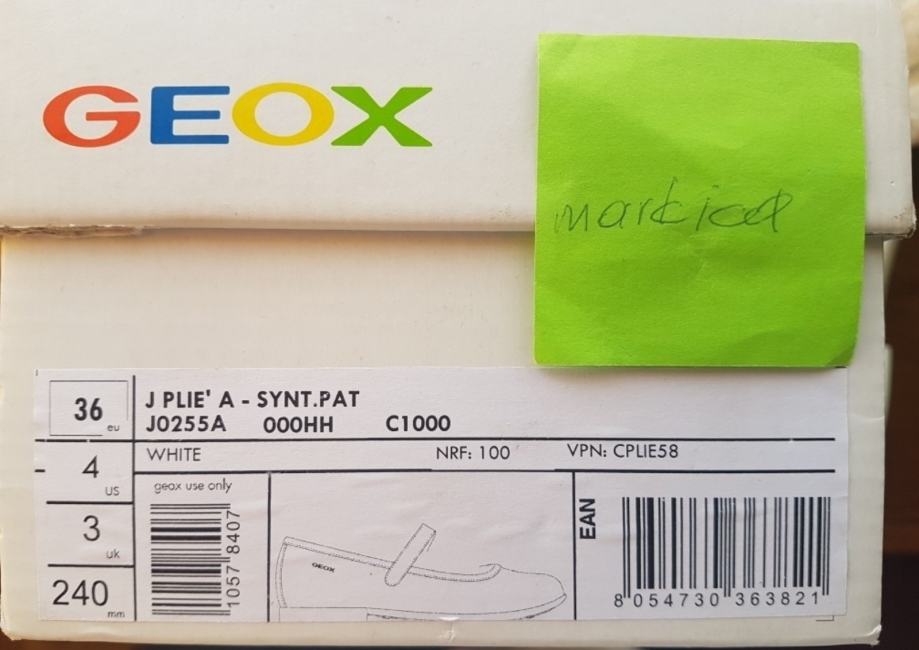 GEOX
markica
36 eu
J PLIE' A - SYNT.PAT
J0255A 000HH C1000
WHITE NRF: 100 VPN: CPLIE58
4 US
geox use only
3 uk
240 mm
1057 8407
GEOX
EAN
8 054730 363821